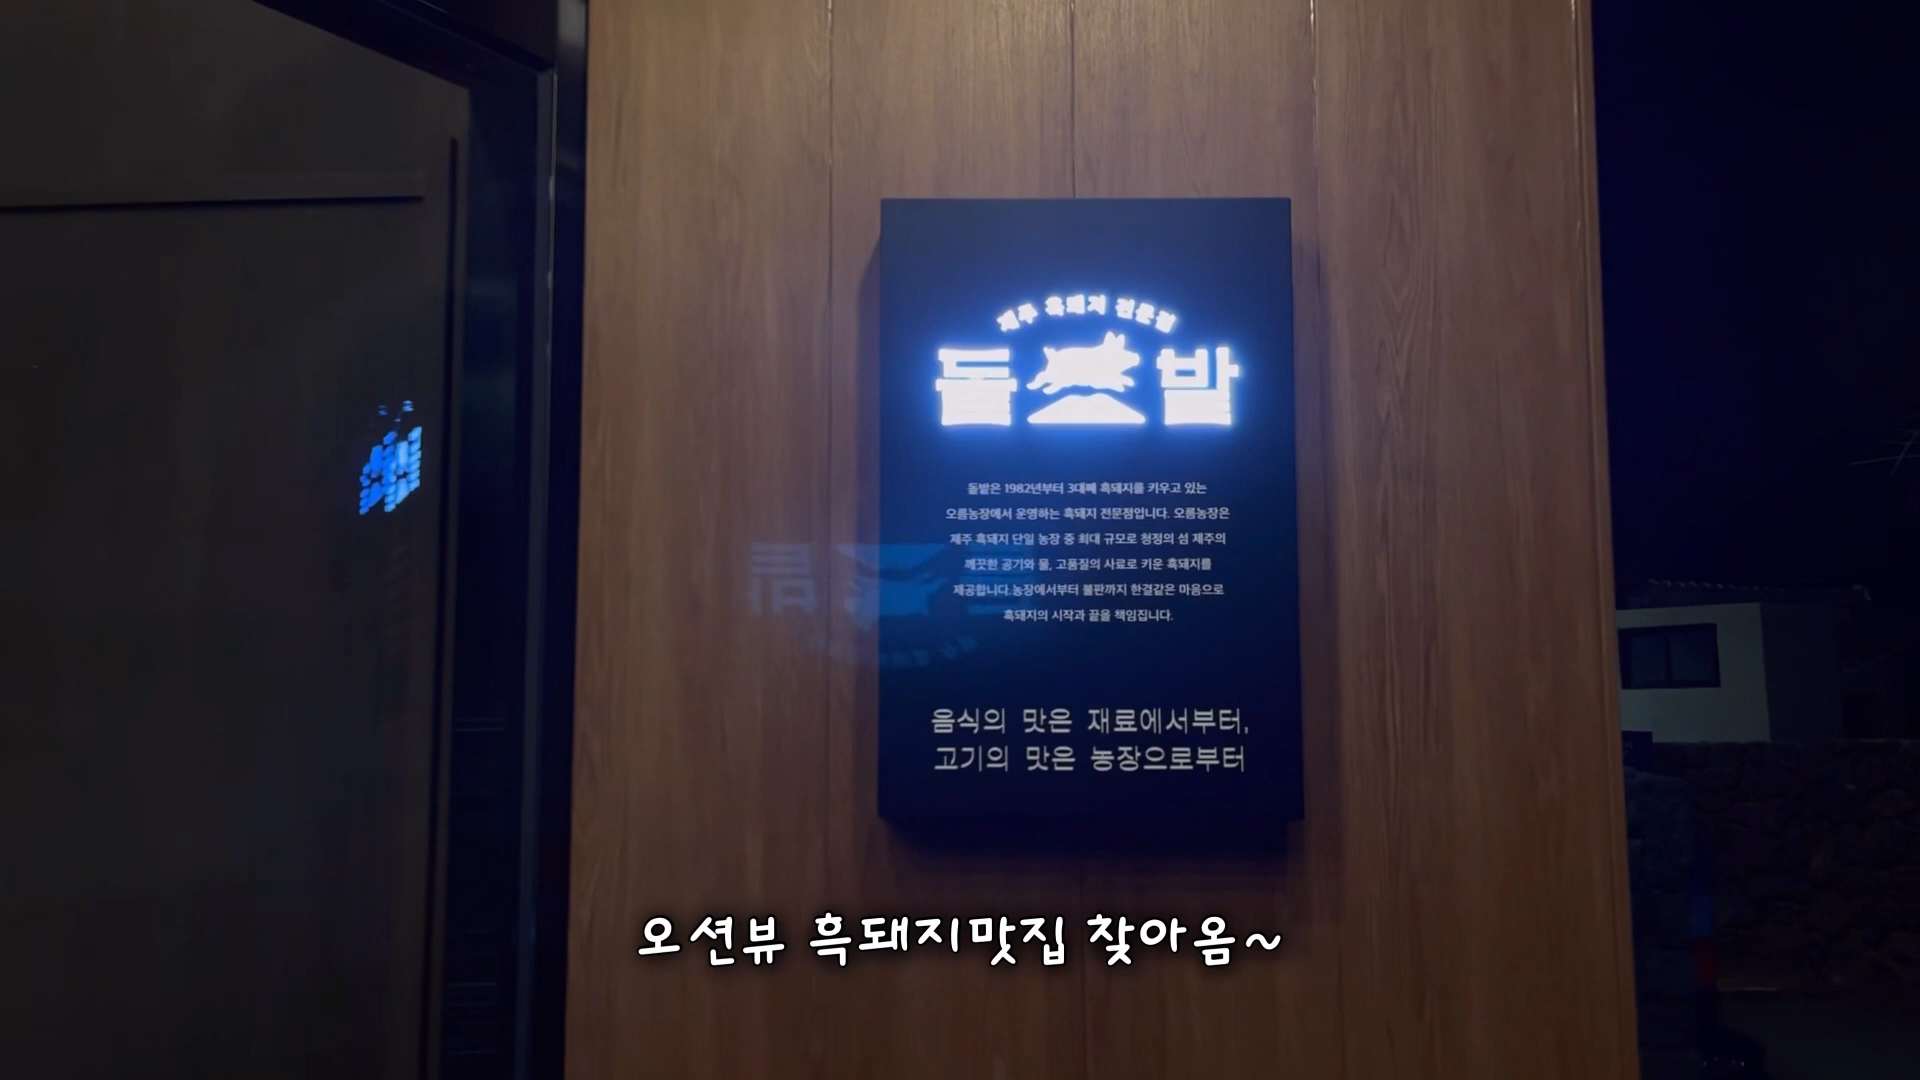 제주 흑돼지 전문점
돌밭
돌밭은 1982년부터 3대째 흑돼지를 키우고 있는
오름농장에서 운영하는 흑돼지 전문점입니다. 오름농장은
제주 흑돼지 단일 농장 중 최대 규모로 청정의 섬 제주의
깨끗한 공기와 물, 고품질의 사료로 키운 흑돼지를
제공합니다.농장에서부터 불판까지 한결같은 마음으로
흑돼지의 시작과 끝을 책임집니다.
음식의 맛은 재료에서부터,
고기의 맛은 농장으로부터
오션뷰 흑돼지맛집 찾아옴~